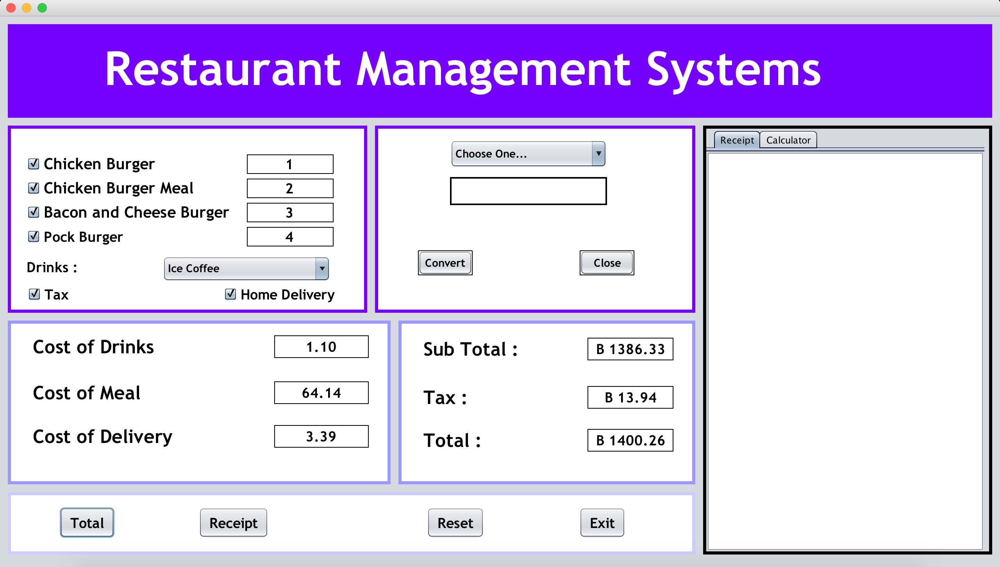 Restaurant Management Systems
Chicken Burger 1
Chicken Burger Meal 2
Bacon and Cheese Burger 3
Pock Burger 4
Drinks : Ice Coffee
Tax Home Delivery
Choose One...
Convert Close
Receipt Calculator
Cost of Drinks 1.10
Cost of Meal 64.14
Cost of Delivery 3.39
Sub Total : B 1386.33
Tax : B 13.94
Total : B 1400.26
Total Receipt Reset Exit